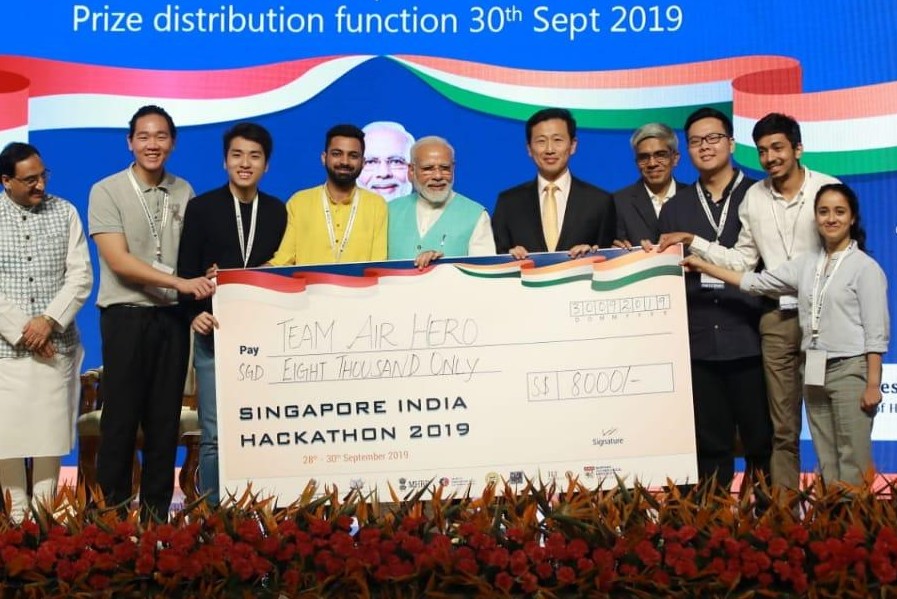 Prize distribution function 30th Sept 2019
30092019
D D M M Y Y Y Y
Pay TEAM AIR HERO
SGD EIGHT THOUSAND ONLY
S$ 8000/-
SINGAPORE INDIA
HACKATHON 2019
28th - 30th September 2019
Signature
MHRD